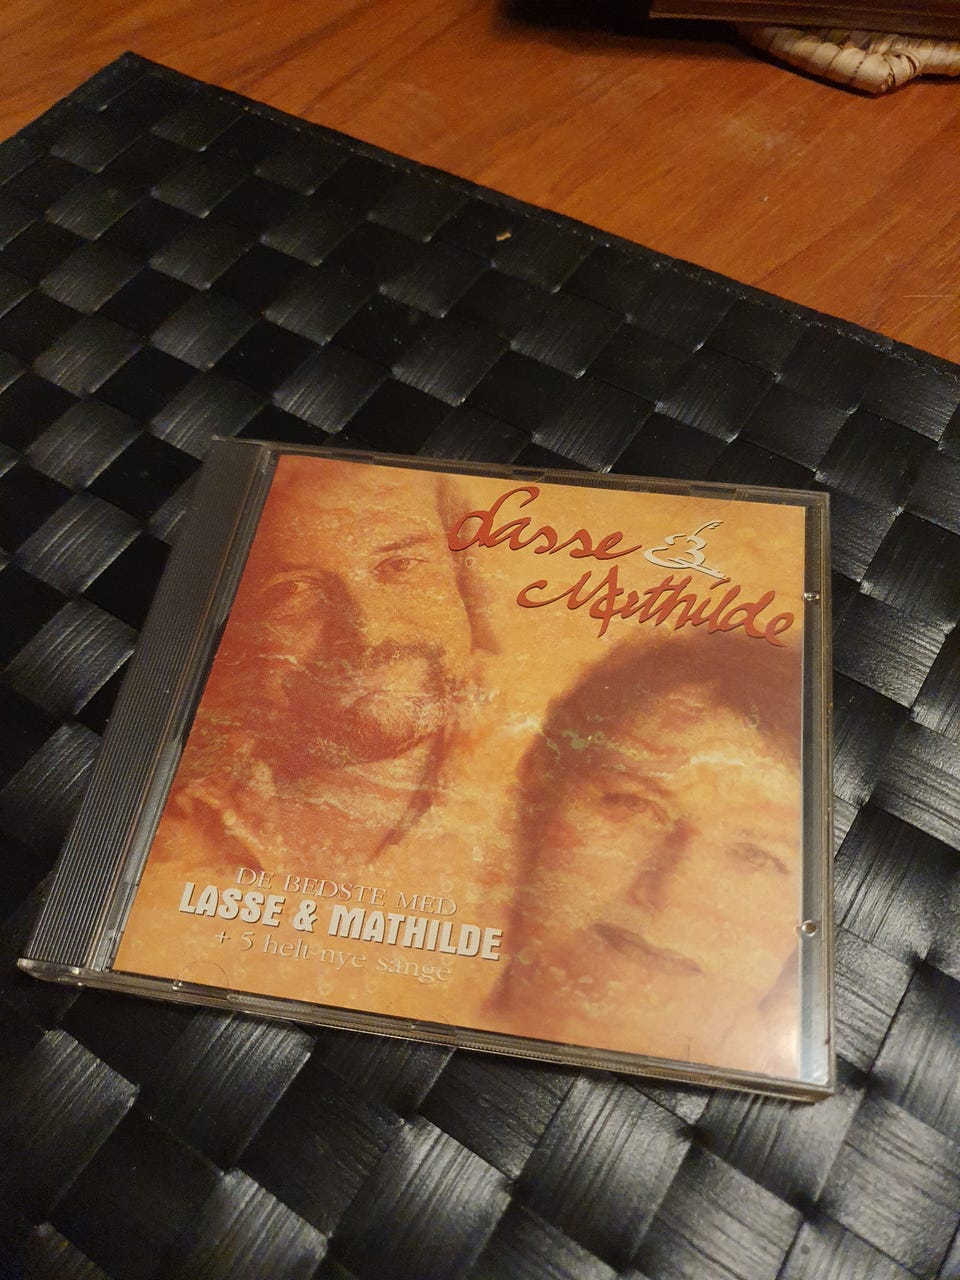 Lasse &
Mathilde
DE BEDSTE MED
LASSE & MATHILDE
+ 5 helt nye sange